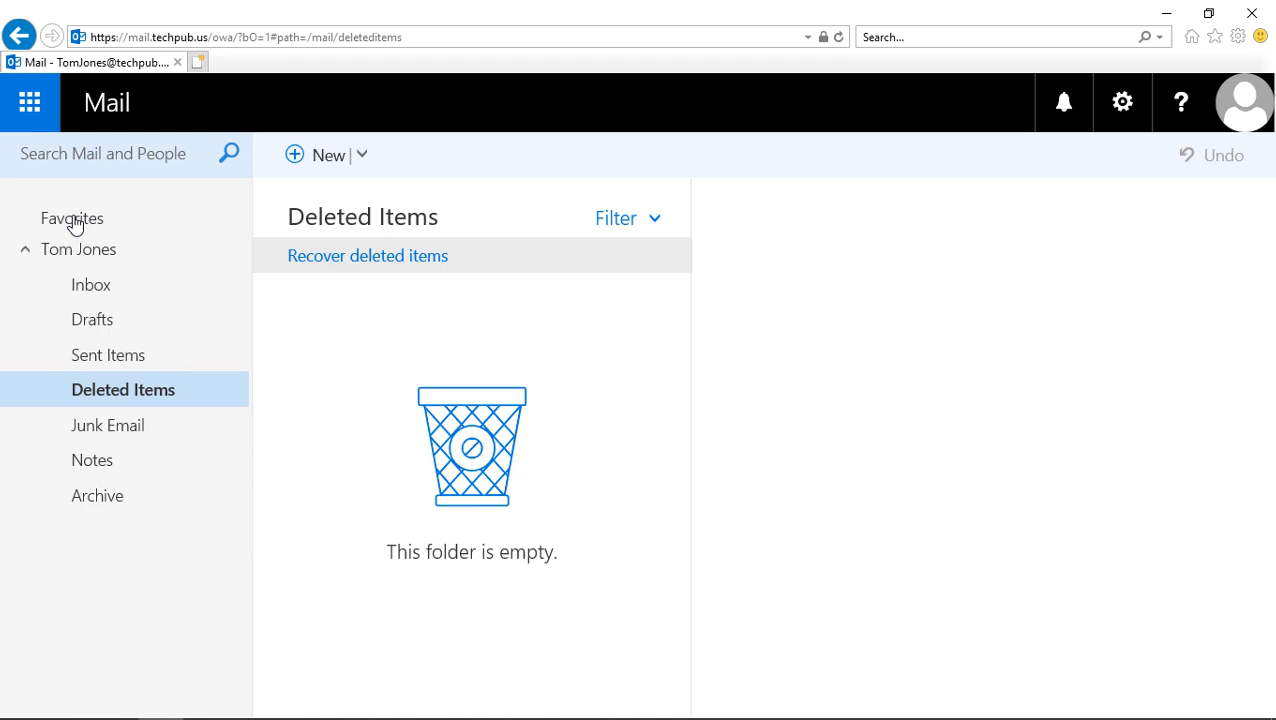 https://mail.techpub.us/owa/?bO=1#path=/mail/deleteditems
Search...
Mail - TomJones@techpub....
Mail
?
Search Mail and People
New
Undo
Favorites
Tom Jones
Inbox
Drafts
Sent Items
Deleted Items
Junk Email
Notes
Archive
Deleted Items
Filter
Recover deleted items
This folder is empty.